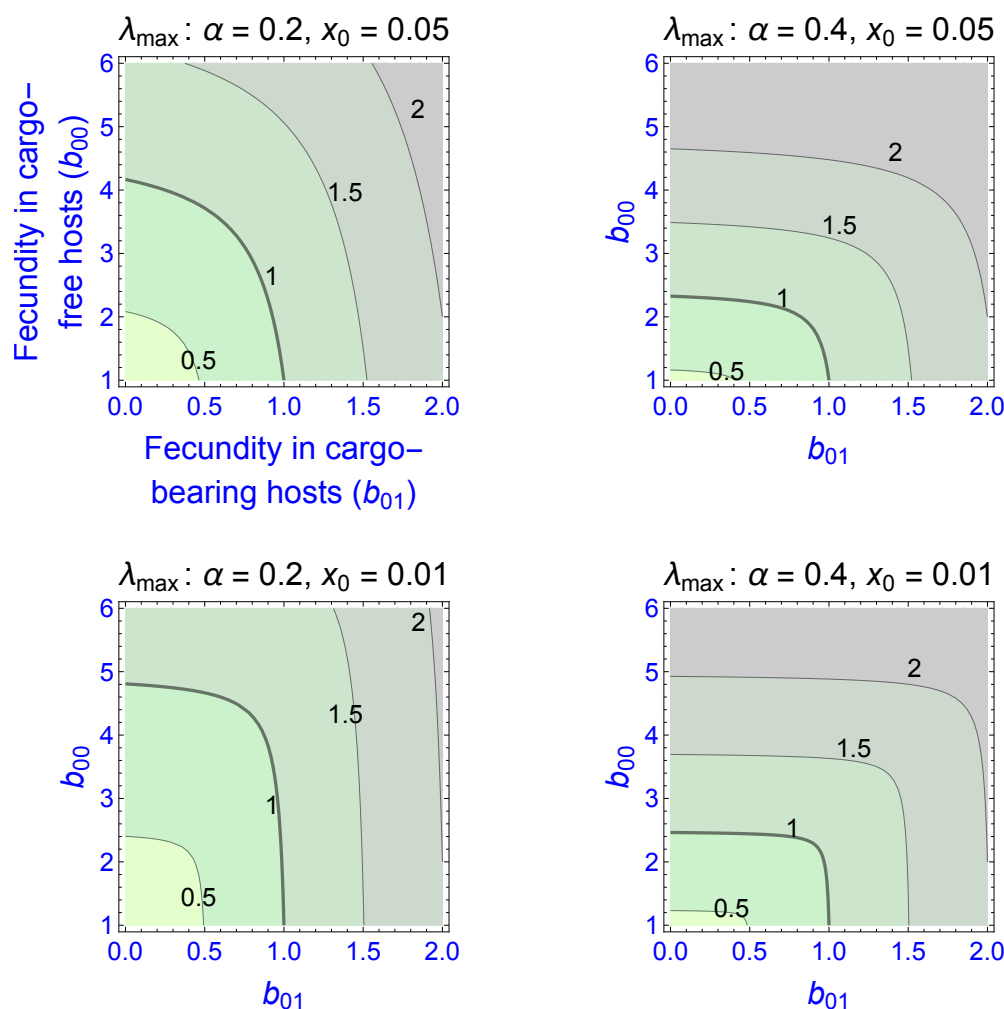 λmax : α = 0.2, x0 = 0.05
6
5
4
3
2
1
0.0 0.5 1.0 1.5 2.0
2
1.5
1
0.5
Fecundity in cargo–
free hosts (b00)
Fecundity in cargo–
bearing hosts (b01)
λmax : α = 0.4, x0 = 0.05
6
5
4
3
2
1
0.0 0.5 1.0 1.5 2.0
2
1.5
1
0.5
b00
b01
λmax : α = 0.2, x0 = 0.01
6
5
4
3
2
1
0.0 0.5 1.0 1.5 2.0
2
1.5
1
0.5
b00
b01
λmax : α = 0.4, x0 = 0.01
6
5
4
3
2
1
0.0 0.5 1.0 1.5 2.0
2
1.5
1
0.5
b00
b01